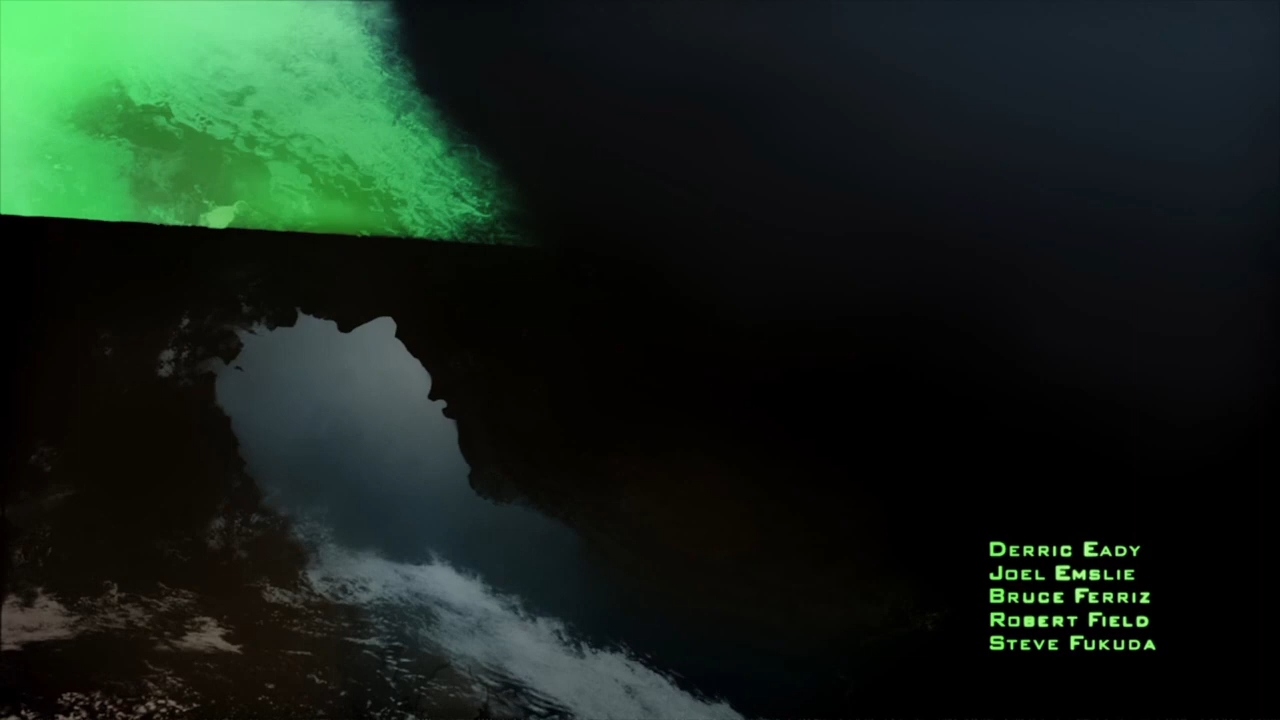 Derric Eady
Joel Emslie
Bruce Ferriz
Robert Field
Steve Fukuda